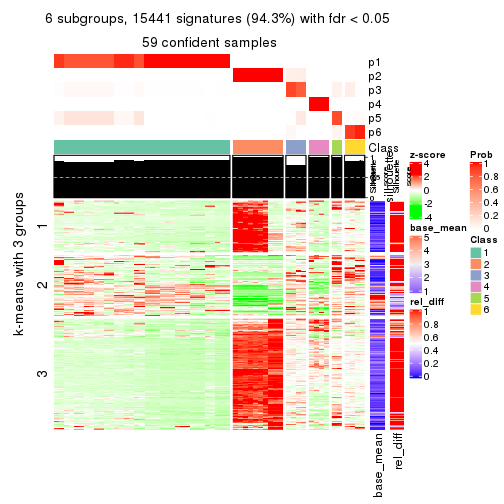 6 subgroups, 15441 signatures (94.3%) with fdr < 0.05
59 confident samples
p1
p2
p3
p4
p5
p6
Class
1
0
silhouette
k-means with 3 groups
1
2
3
base_mean
rel_diff
z-score
4
2
0
-2
-4
base_mean
5
4
3
2
1
rel_diff
1
0.8
0.6
0.4
0.2
0
Prob
1
0.8
0.6
0.4
0.2
0
Class
1
2
3
4
5
6